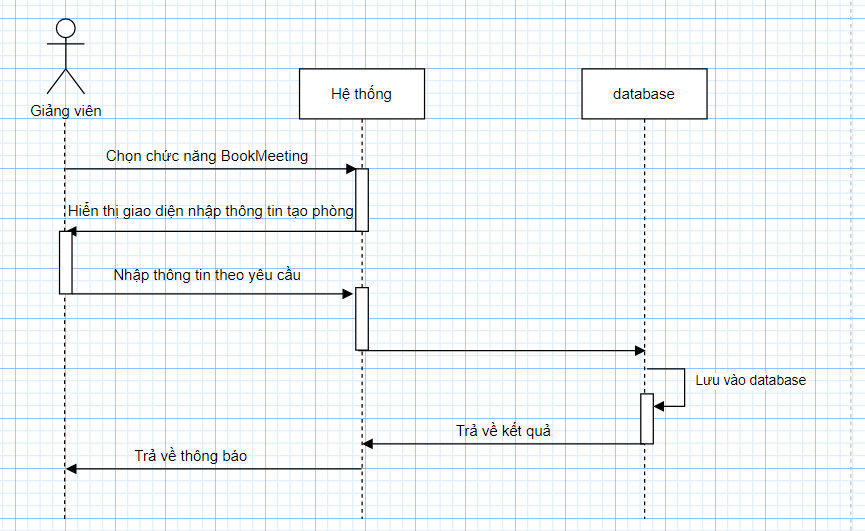 Giảng viên
Hệ thống
database
Chọn chức năng BookMeeting
Hiển thị giao diện nhập thông tin tạo phòng
Nhập thông tin theo yêu cầu
Lưu vào database
Trả về kết quả
Trả về thông báo